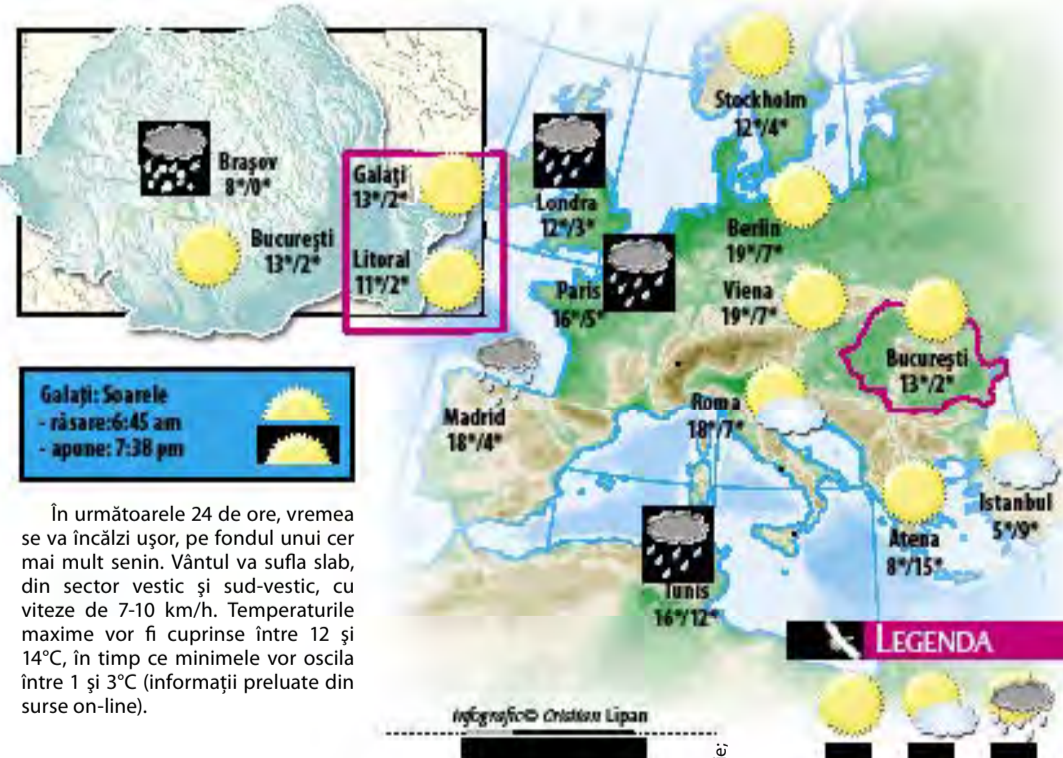 Brașov
8°/0°
București
13°/2°
Galați
13°/2°
Litoral
11°/2°
Stockholm
12°/4°
Londra
12°/3°
Berlin
19°/7°
Paris
16°/5°
Viena
19°/7°
București
13°/2°
Madrid
18°/4°
Roma
18°/7°
Istanbul
5°/9°
Atena
8°/15°
Tunis
16°/12°
Galați: Soarele
- răsare:6:45 am
- apune: 7:38 pm
În următoarele 24 de ore, vremea
se va încălzi uşor, pe fondul unui cer
mai mult senin. Vântul va sufla slab,
din sector vestic şi sud-vestic, cu
viteze de 7-10 km/h. Temperaturile
maxime vor fi cuprinse între 12 şi
14°C, în timp ce minimele vor oscila
între 1 şi 3°C (informaţii preluate din
surse on-line).
LEGENDA
Infografic© Cristian Lipan